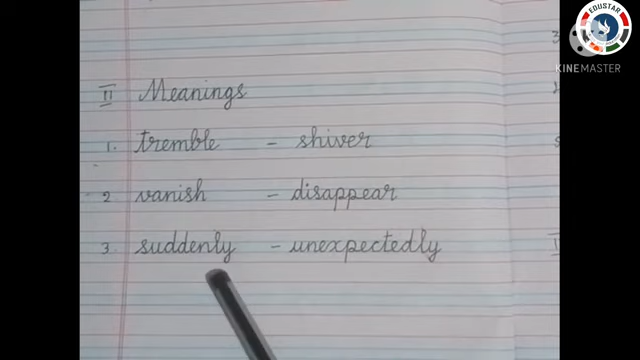 EDUSTAR
KINEMASTER
II Meanings
1. tremble - shiver
2 vanish - disappear
3. suddenly - unexpectedly